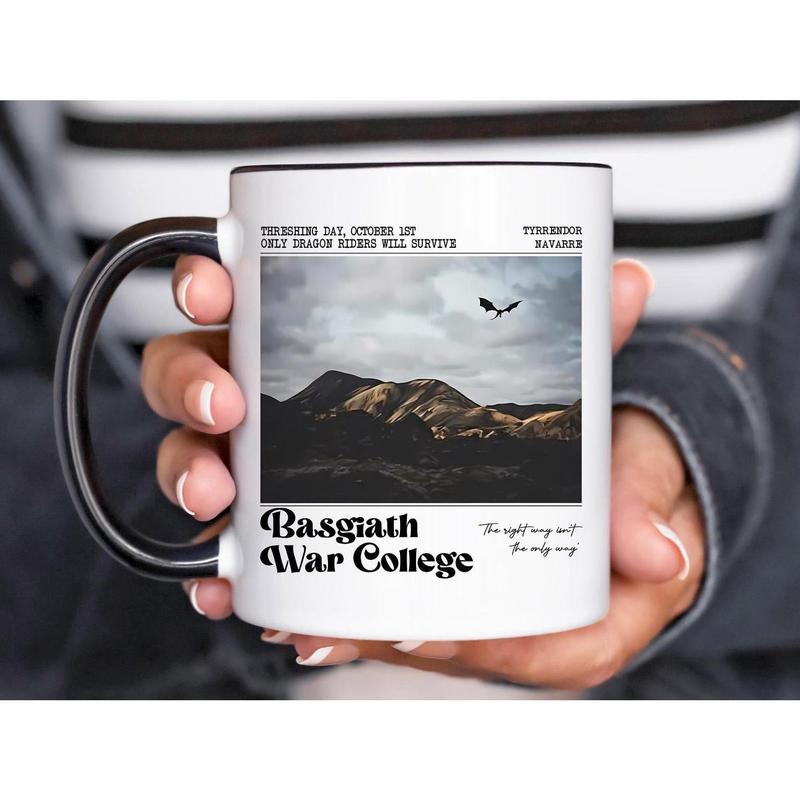 THRESHING DAY, OCTOBER 1ST
ONLY DRAGON RIDERS WILL SURVIVE
TYRRENDOR
NAVARRE
Basgiath
War College
'The right way isn't
the only way'